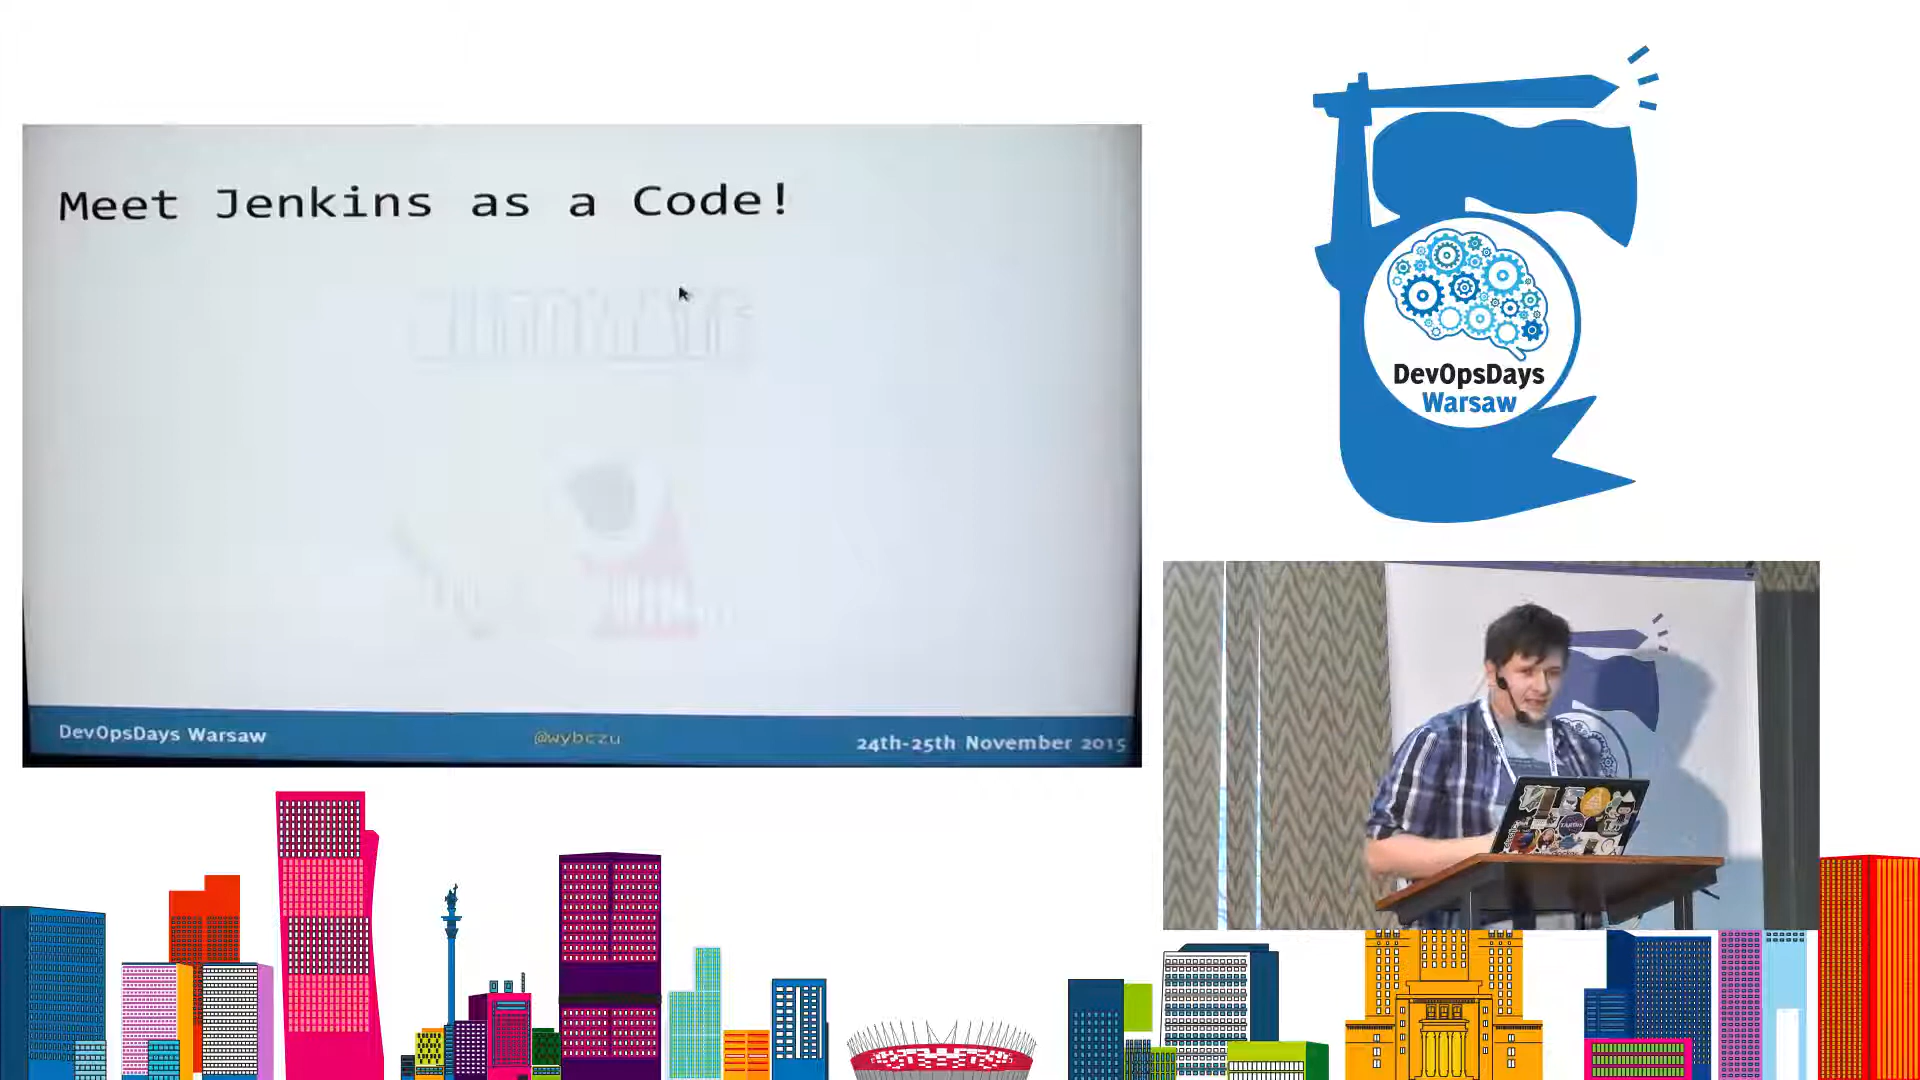 Meet Jenkins as a Code!
DevOpsDays Warsaw
@wybczu
24th-25th November 2015
DevOpsDays
Warsaw